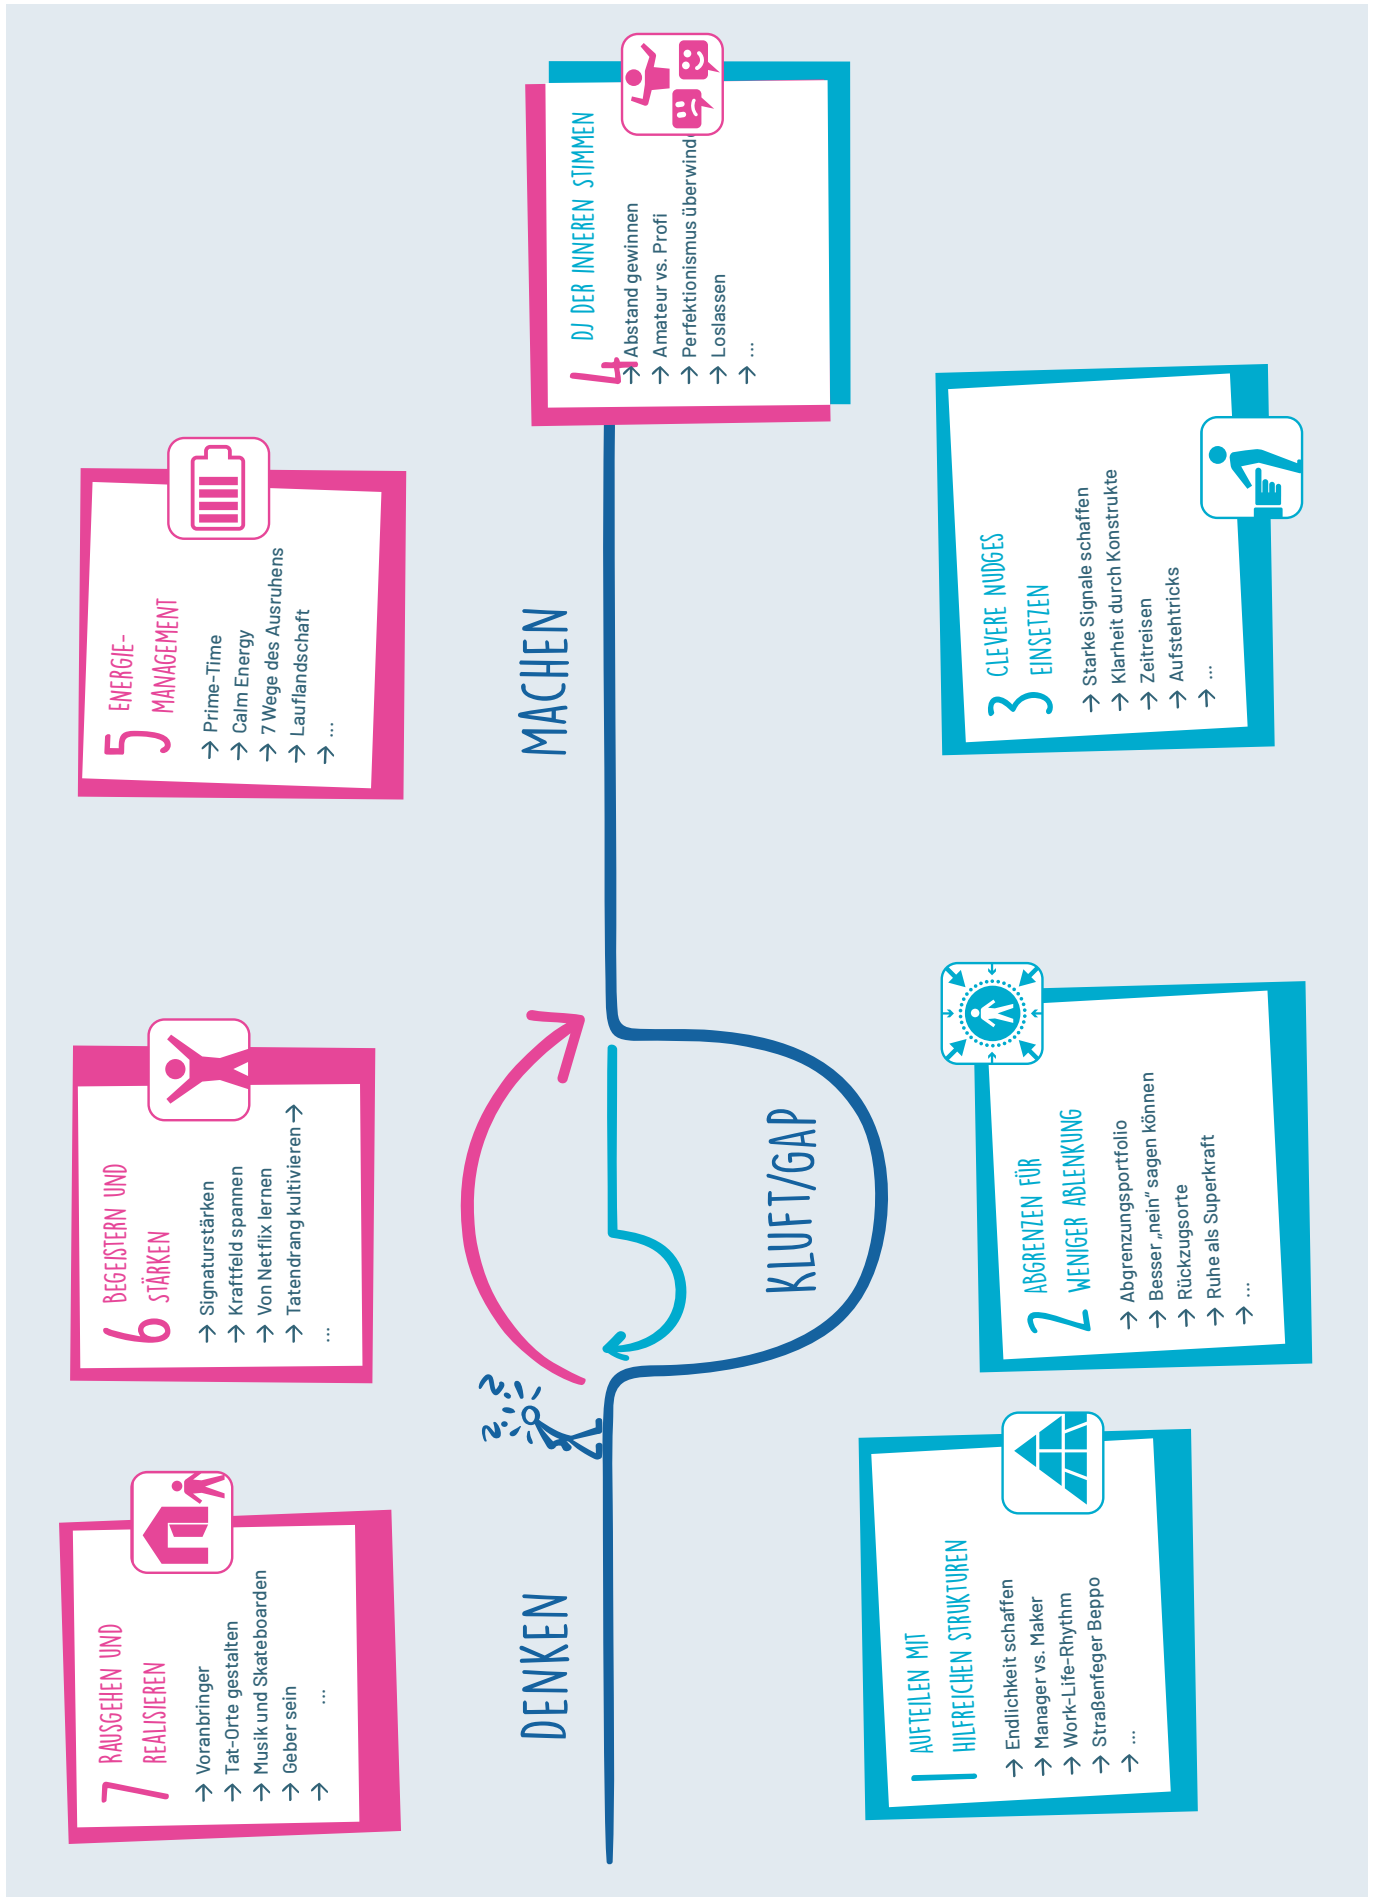 7 RAUSGEHEN UND
REALISIEREN
→ Voranbringer
→ Tat-Orte gestalten
→ Musik und Skateboarden
→ Geber sein
→ ...
6 BEGEISTERN UND
STÄRKEN
→ Signaturstärken
→ Kraftfeld spannen
→ Von Netflix lernen
→ Tatendrang kultivieren →
...
5 ENERGIE-
MANAGEMENT
→ Prime-Time
→ Calm Energy
→ 7 Wege des Ausruhens
→ Lauflandschaft
→ ...
4 DJ DER INNEREN STIMMEN
→ Abstand gewinnen
→ Amateur vs. Profi
→ Perfektionismus überwind
→ Loslassen
→ ...
DENKEN
KLUFT/GAP
MACHEN
1 AUFTEILEN MIT
HILFREICHEN STRUKTUREN
→ Endlichkeit schaffen
→ Manager vs. Maker
→ Work-Life-Rhythm
→ Straßenfeger Beppo
→ ...
2 ABGRENZEN FÜR
WENIGER ABLENKUNG
→ Abgrenzungsportfolio
→ Besser „nein“ sagen können
→ Rückzugsorte
→ Ruhe als Superkraft
→ ...
3 CLEVERE NUDGES
EINSETZEN
→ Starke Signale schaffen
→ Klarheit durch Konstrukte
→ Zeitreisen
→ Aufstehtricks
→ ...